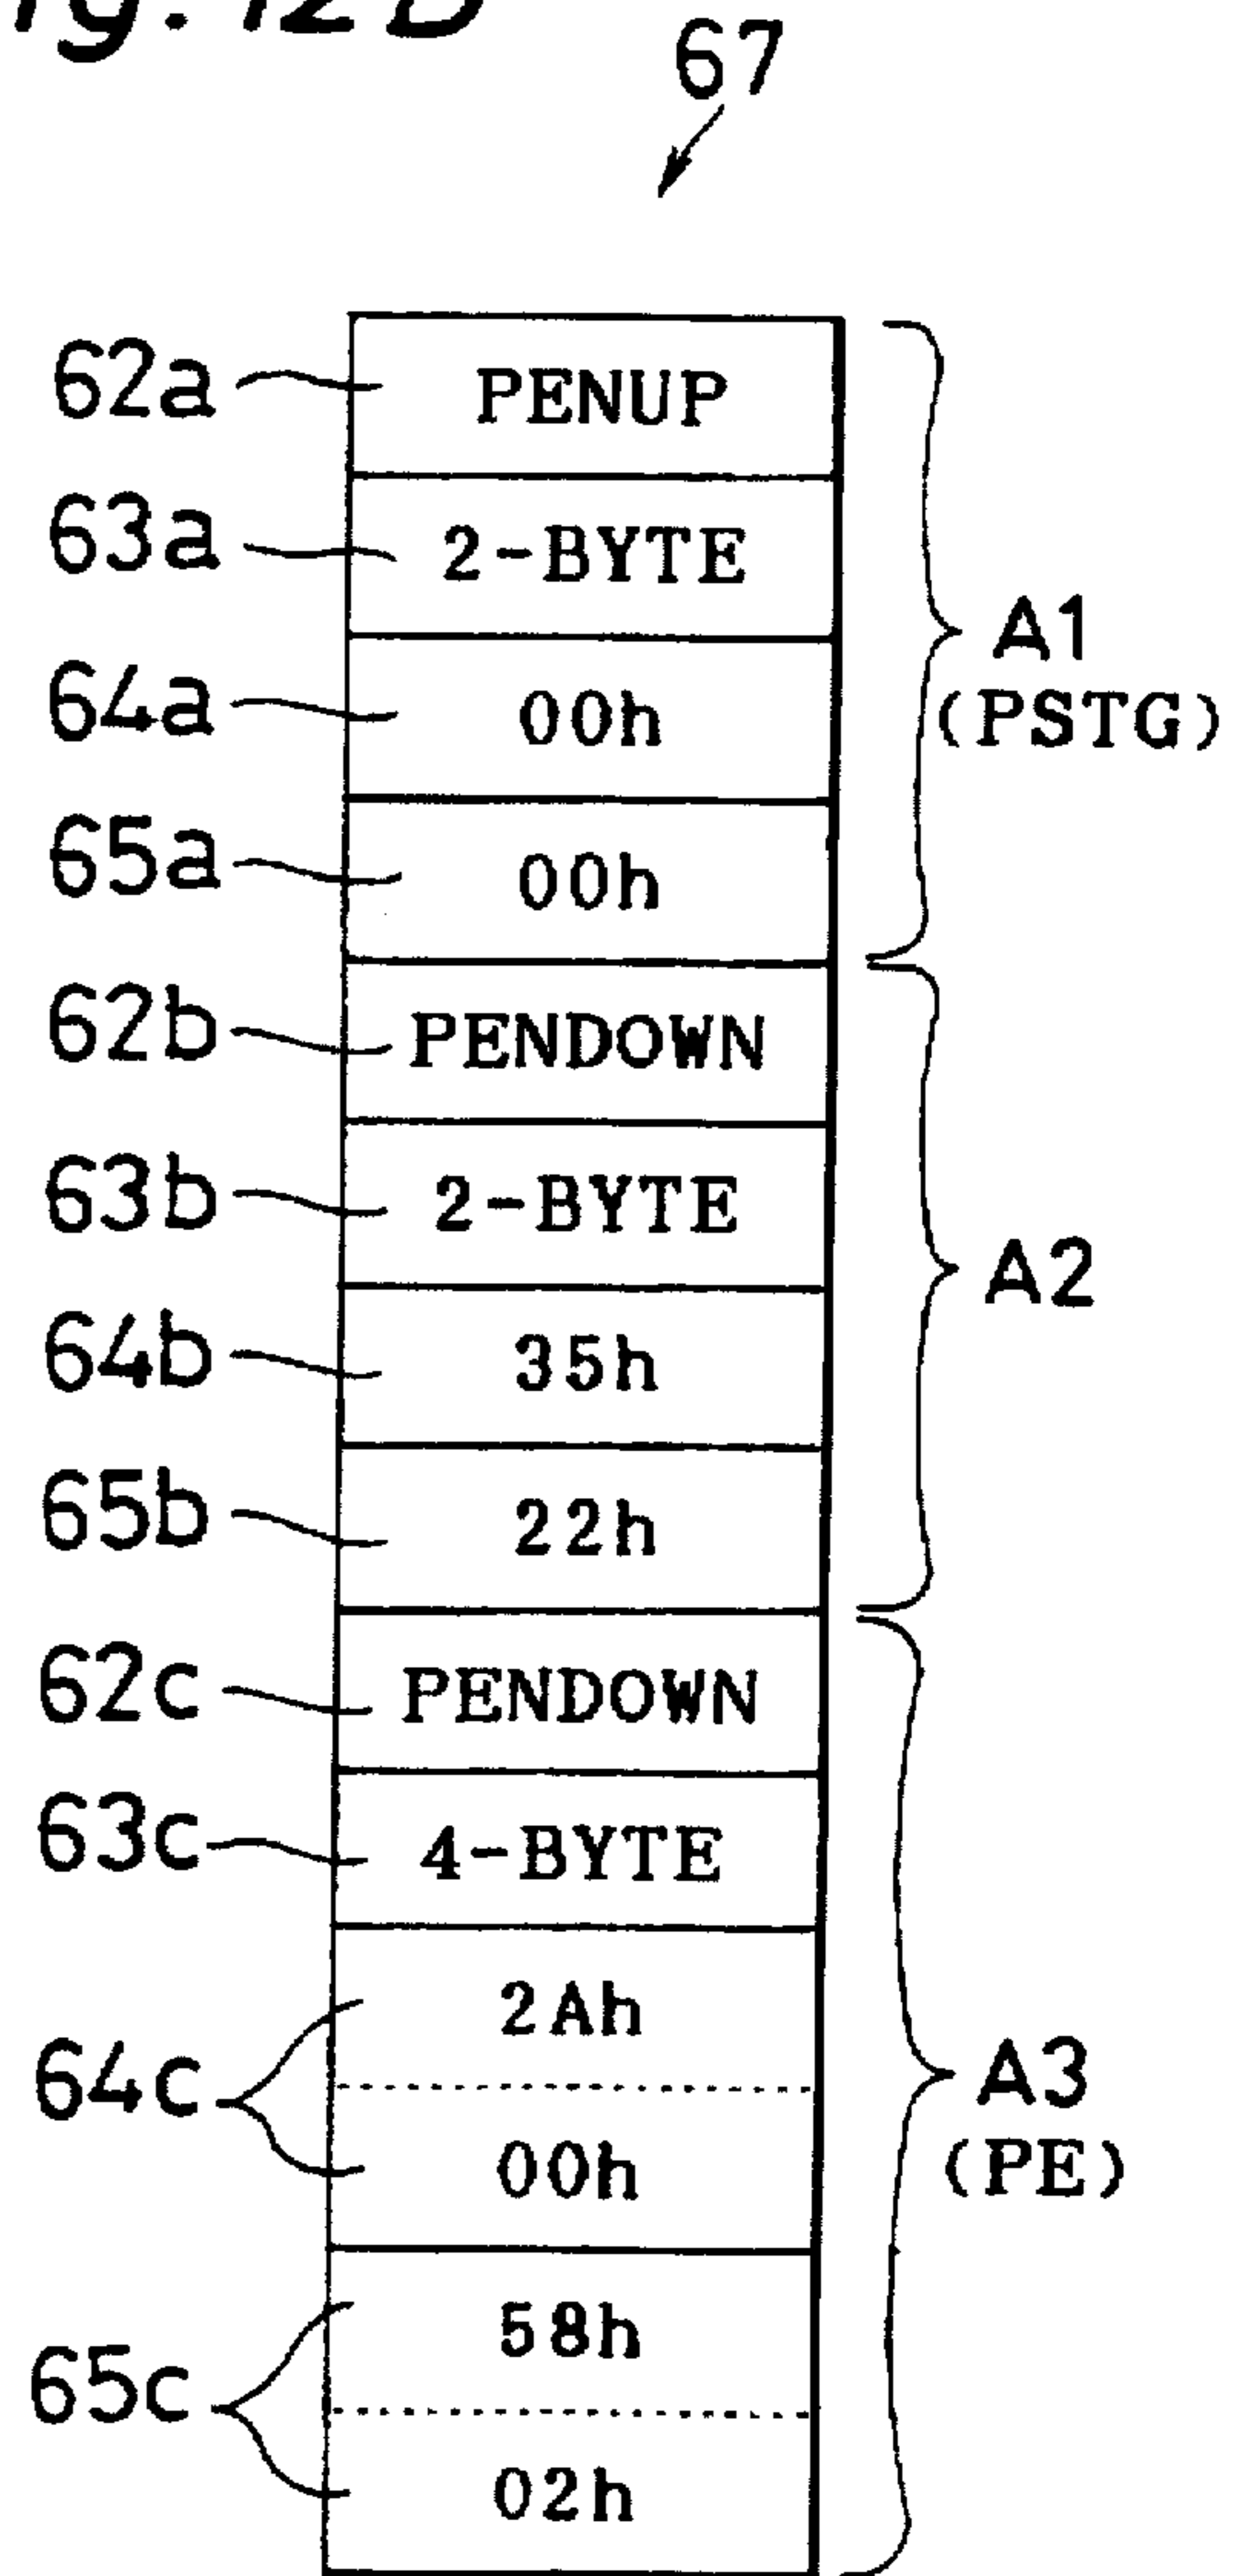 Fig. 12B
67
62a PENUP
63a 2-BYTE
64a 00h
A1
(PSTG)
65a 00h
62b PENDOWN
63b 2-BYTE
A2
64b 35h
65b 22h
62c PENDOWN
63c 4-BYTE
2Ah
64c
A3
00h
(PE)
58h
65c
02h